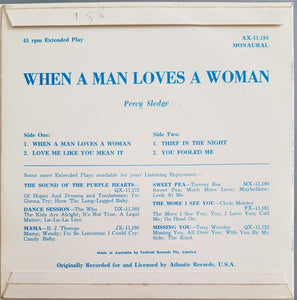 152
45 rpm Extended Play
AX-11,184
MONAURAL
WHEN A MAN LOVES A WOMAN
Percy Sledge
Side One:
1. WHEN A MAN LOVES A WOMAN
2. LOVE ME LIKE YOU MEAN IT
Side Two:
1. THIEF IN THE NIGHT
2. YOU FOOLED ME
Some more Extended Plays available for your Listening Enjoyment:—
THE SOUND OF THE PURPLE HEARTS—
QX-11,173
Of Hopes And Dreams and Tombstones; I'm
Gonna Try; Here 'Tis; Long-Legged Baby.
DANCE SESSION—The Who
DX-11,169
The Kids Are Alright; It's Not True; A Legal
Matter; La-La-La Lies
MAMA—B. J. Thomas JX-11,186
Mama; Wendy; I'm So Lonesome I Could Cry;
Candy Baby.
SWEET PEA—Tommy Roe MX-11,186
Sweet Pea; Much More Love; Maybellene;
Look At Me.
THE MORE I SEE YOU—Chris Montez
FX-11,181
The More I See You; You, I Love You; Call
Me; Go Head On.
MISSING YOU—Tony Worsley QX-11,132
Missing You; All Over You; With You By My
Side; The Kind.
Made in Australia by Festival Records Pty. Limited
Originally Recorded for and Licensed by Atlantic Records, U.S.A.